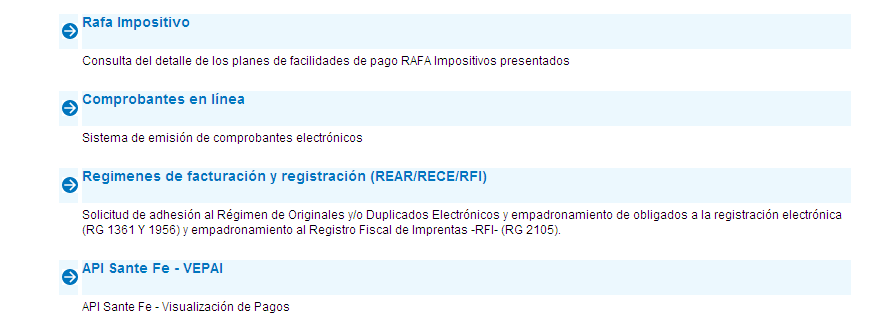 Rafa Impositivo
Consulta del detalle de los planes de facilidades de pago RAFA Impositivos presentados
Comprobantes en línea
Sistema de emisión de comprobantes electrónicos
Regimenes de facturación y registración (REAR/RECE/RFI)
Solicitud de adhesión al Régimen de Originales y/o Duplicados Electrónicos y empadronamiento de obligados a la registración electrónica
(RG 1361 Y 1956) y empadronamiento al Registro Fiscal de Imprentas -RFI- (RG 2105).
API Sante Fe - VEPAI
API Sante Fe - Visualización de Pagos